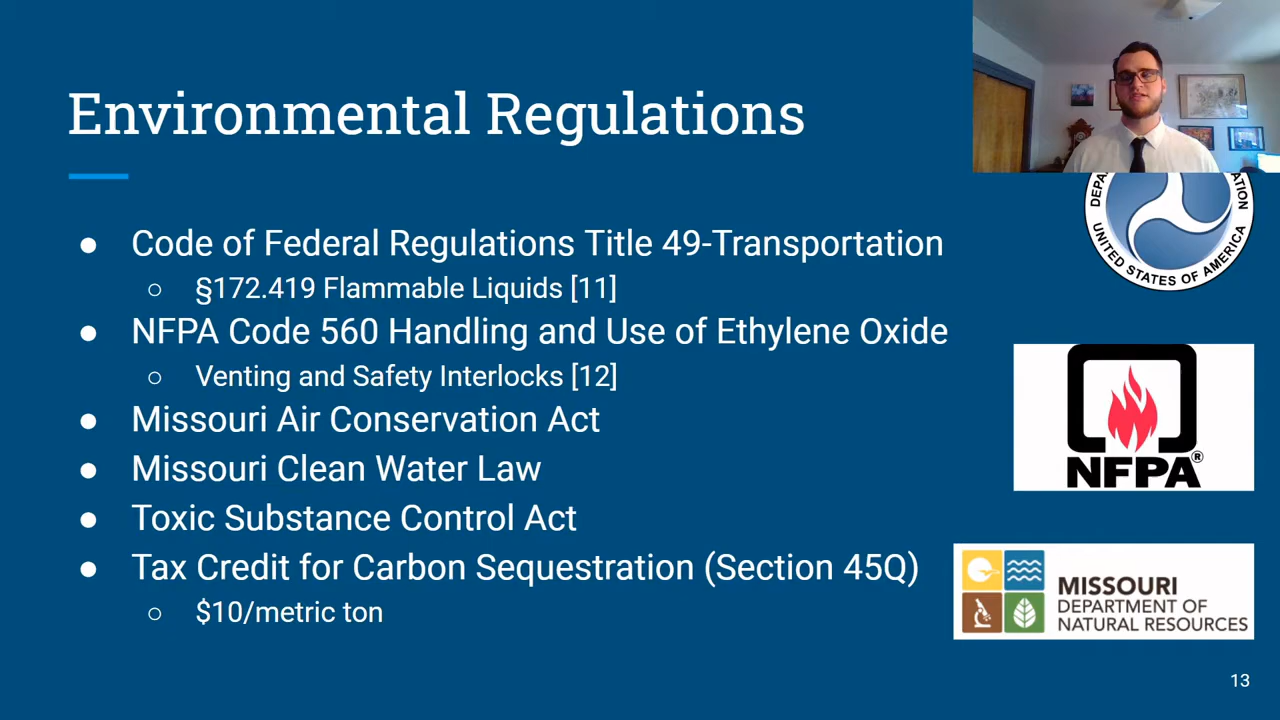 Environmental Regulations
● Code of Federal Regulations Title 49-Transportation
○ §172.419 Flammable Liquids [11]
● NFPA Code 560 Handling and Use of Ethylene Oxide
○ Venting and Safety Interlocks [12]
● Missouri Air Conservation Act
● Missouri Clean Water Law
● Toxic Substance Control Act
● Tax Credit for Carbon Sequestration (Section 45Q)
○ $10/metric ton
UNITED STATES OF AMERICA
NFPA®
MISSOURI
DEPARTMENT OF
NATURAL RESOURCES
13